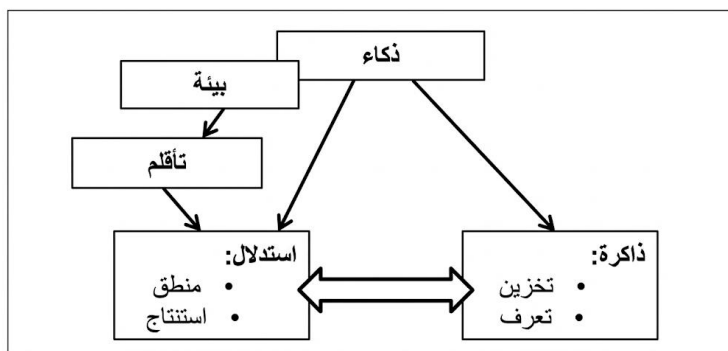 ذكاء
بيئة
تأقلم
ذاكرة:
• تخزين
• تعرف
استدلال:
• منطق
• استنتاج